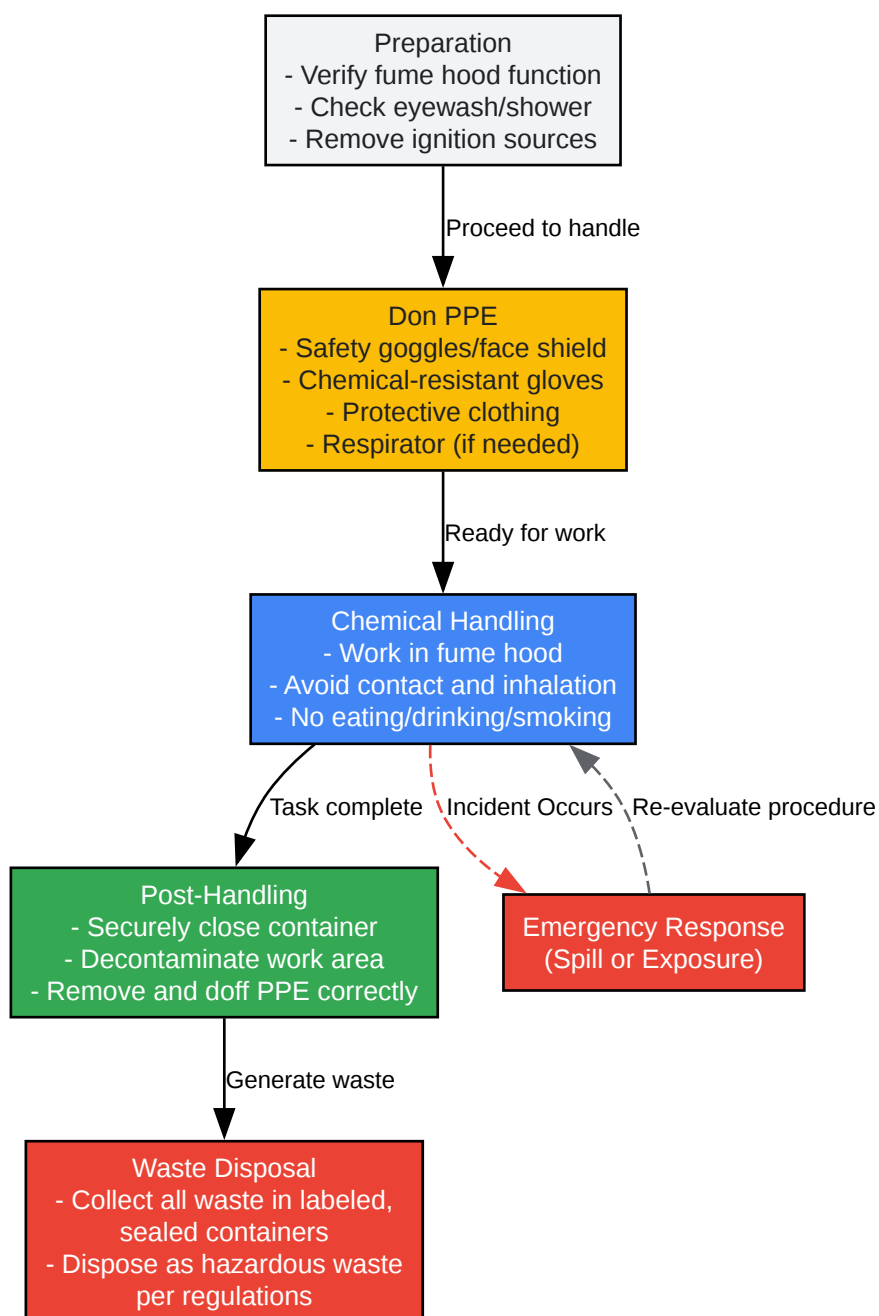 Preparation
- Verify fume hood function
- Check eyewash/shower
- Remove ignition sources
Proceed to handle
Don PPE
- Safety goggles/face shield
- Chemical-resistant gloves
- Protective clothing
- Respirator (if needed)
Ready for work
Chemical Handling
- Work in fume hood
- Avoid contact and inhalation
- No eating/drinking/smoking
Task complete
Incident Occurs
Re-evaluate procedure
Post-Handling
- Securely close container
- Decontaminate work area
- Remove and doff PPE correctly
Emergency Response
(Spill or Exposure)
Generate waste
Waste Disposal
- Collect all waste in labeled,
sealed containers
- Dispose as hazardous waste
per regulations